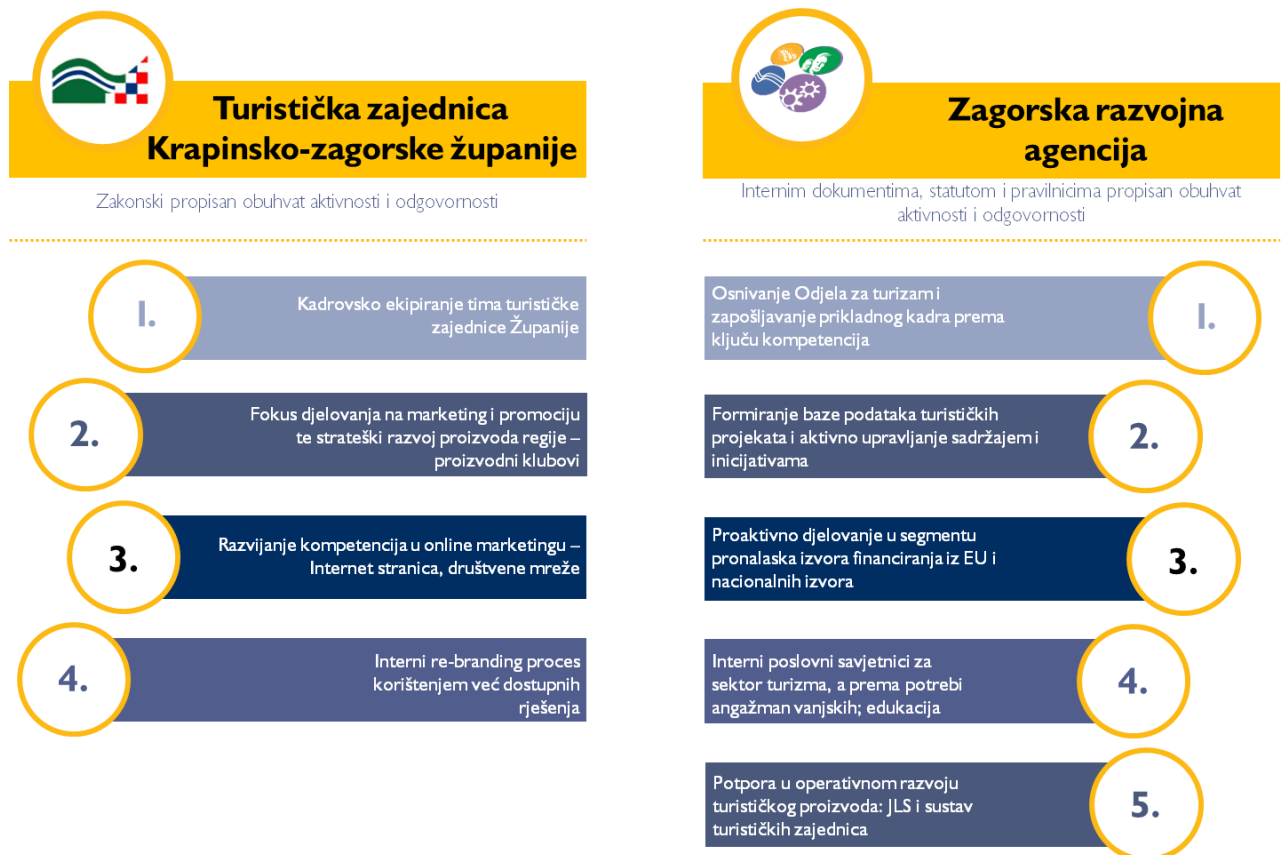 Turistička zajednica
Krapinsko-zagorske županije
Zakonski propisan obuhvat aktivnosti i odgovornosti
1.
Kadrovsko ekipiranje tima turističke
zajednice Županije
2.
Fokus djelovanja na marketing i promociju
te strateški razvoj proizvoda regije –
proizvodni klubovi
3.
Razvijanje kompetencija u online marketingu –
Internet stranica, društvene mreže
4.
Interni re-branding proces
korištenjem već dostupnih
rješenja
Zagorska razvojna
agencija
Internim dokumentima, statutom i pravilnicima propisan obuhvat
aktivnosti i odgovornosti
Osnivanje Odjela za turizam i
zapošljavanje prikladnog kadra prema
ključu kompetencija
1.
Formiranje baze podataka turističkih
projekata i aktivno upravljanje sadržajem i
inicijativama
2.
Proaktivno djelovanje u segmentu
pronalaska izvora financiranja iz EU i
nacionalnih izvora
3.
Interni poslovni savjetnici za
sektor turizma, a prema potrebi
angažman vanjskih; edukacija
4.
Potpora u operativnom razvoju
turističkog proizvoda: JLS i sustav
turističkih zajednica
5.